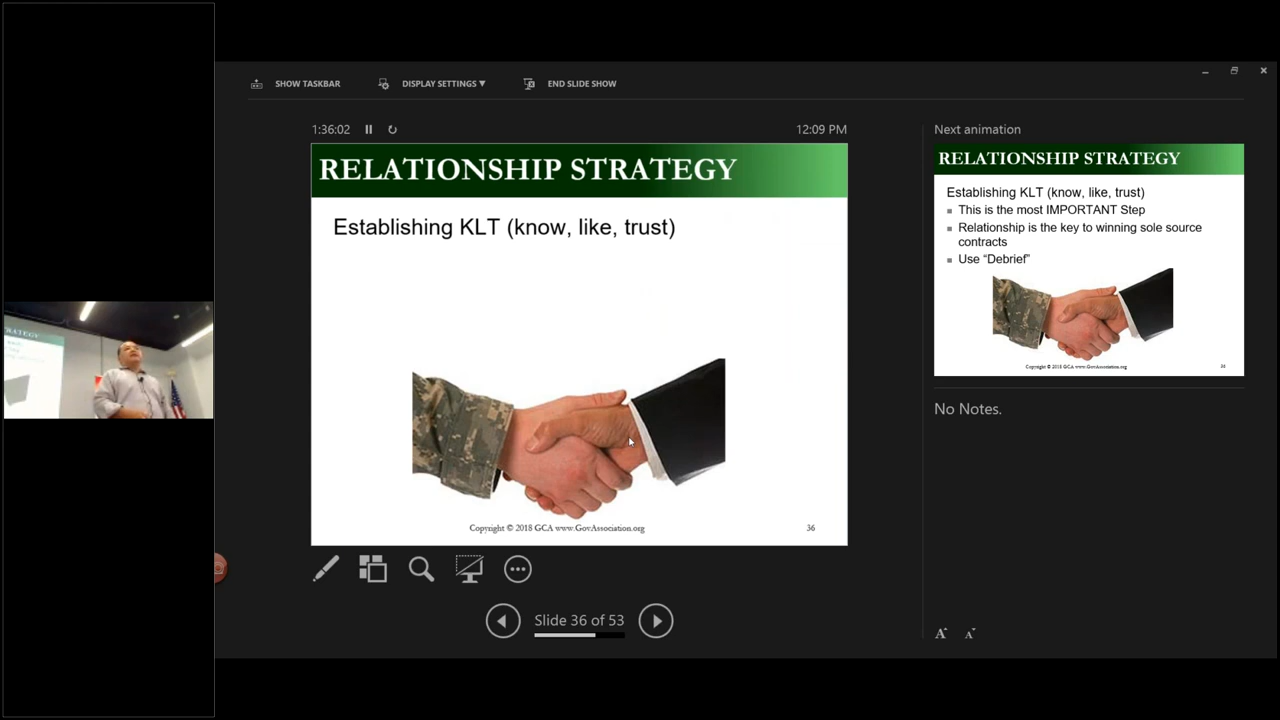 SHOW TASKBAR
DISPLAY SETTINGS ▼
END SLIDE SHOW
1:36:02
12:09 PM
RELATIONSHIP STRATEGY
Establishing KLT (know, like, trust)
Copyright © 2018 GCA www.GovAssociation.org
36
Slide 36 of 53
Next animation
RELATIONSHIP STRATEGY
Establishing KLT (know, like, trust)
This is the most IMPORTANT Step
Relationship is the key to winning sole source
contracts
Use “Debrief”
Copyright © 2018 GCA www.GovAssociation.org
36
No Notes.
A
A